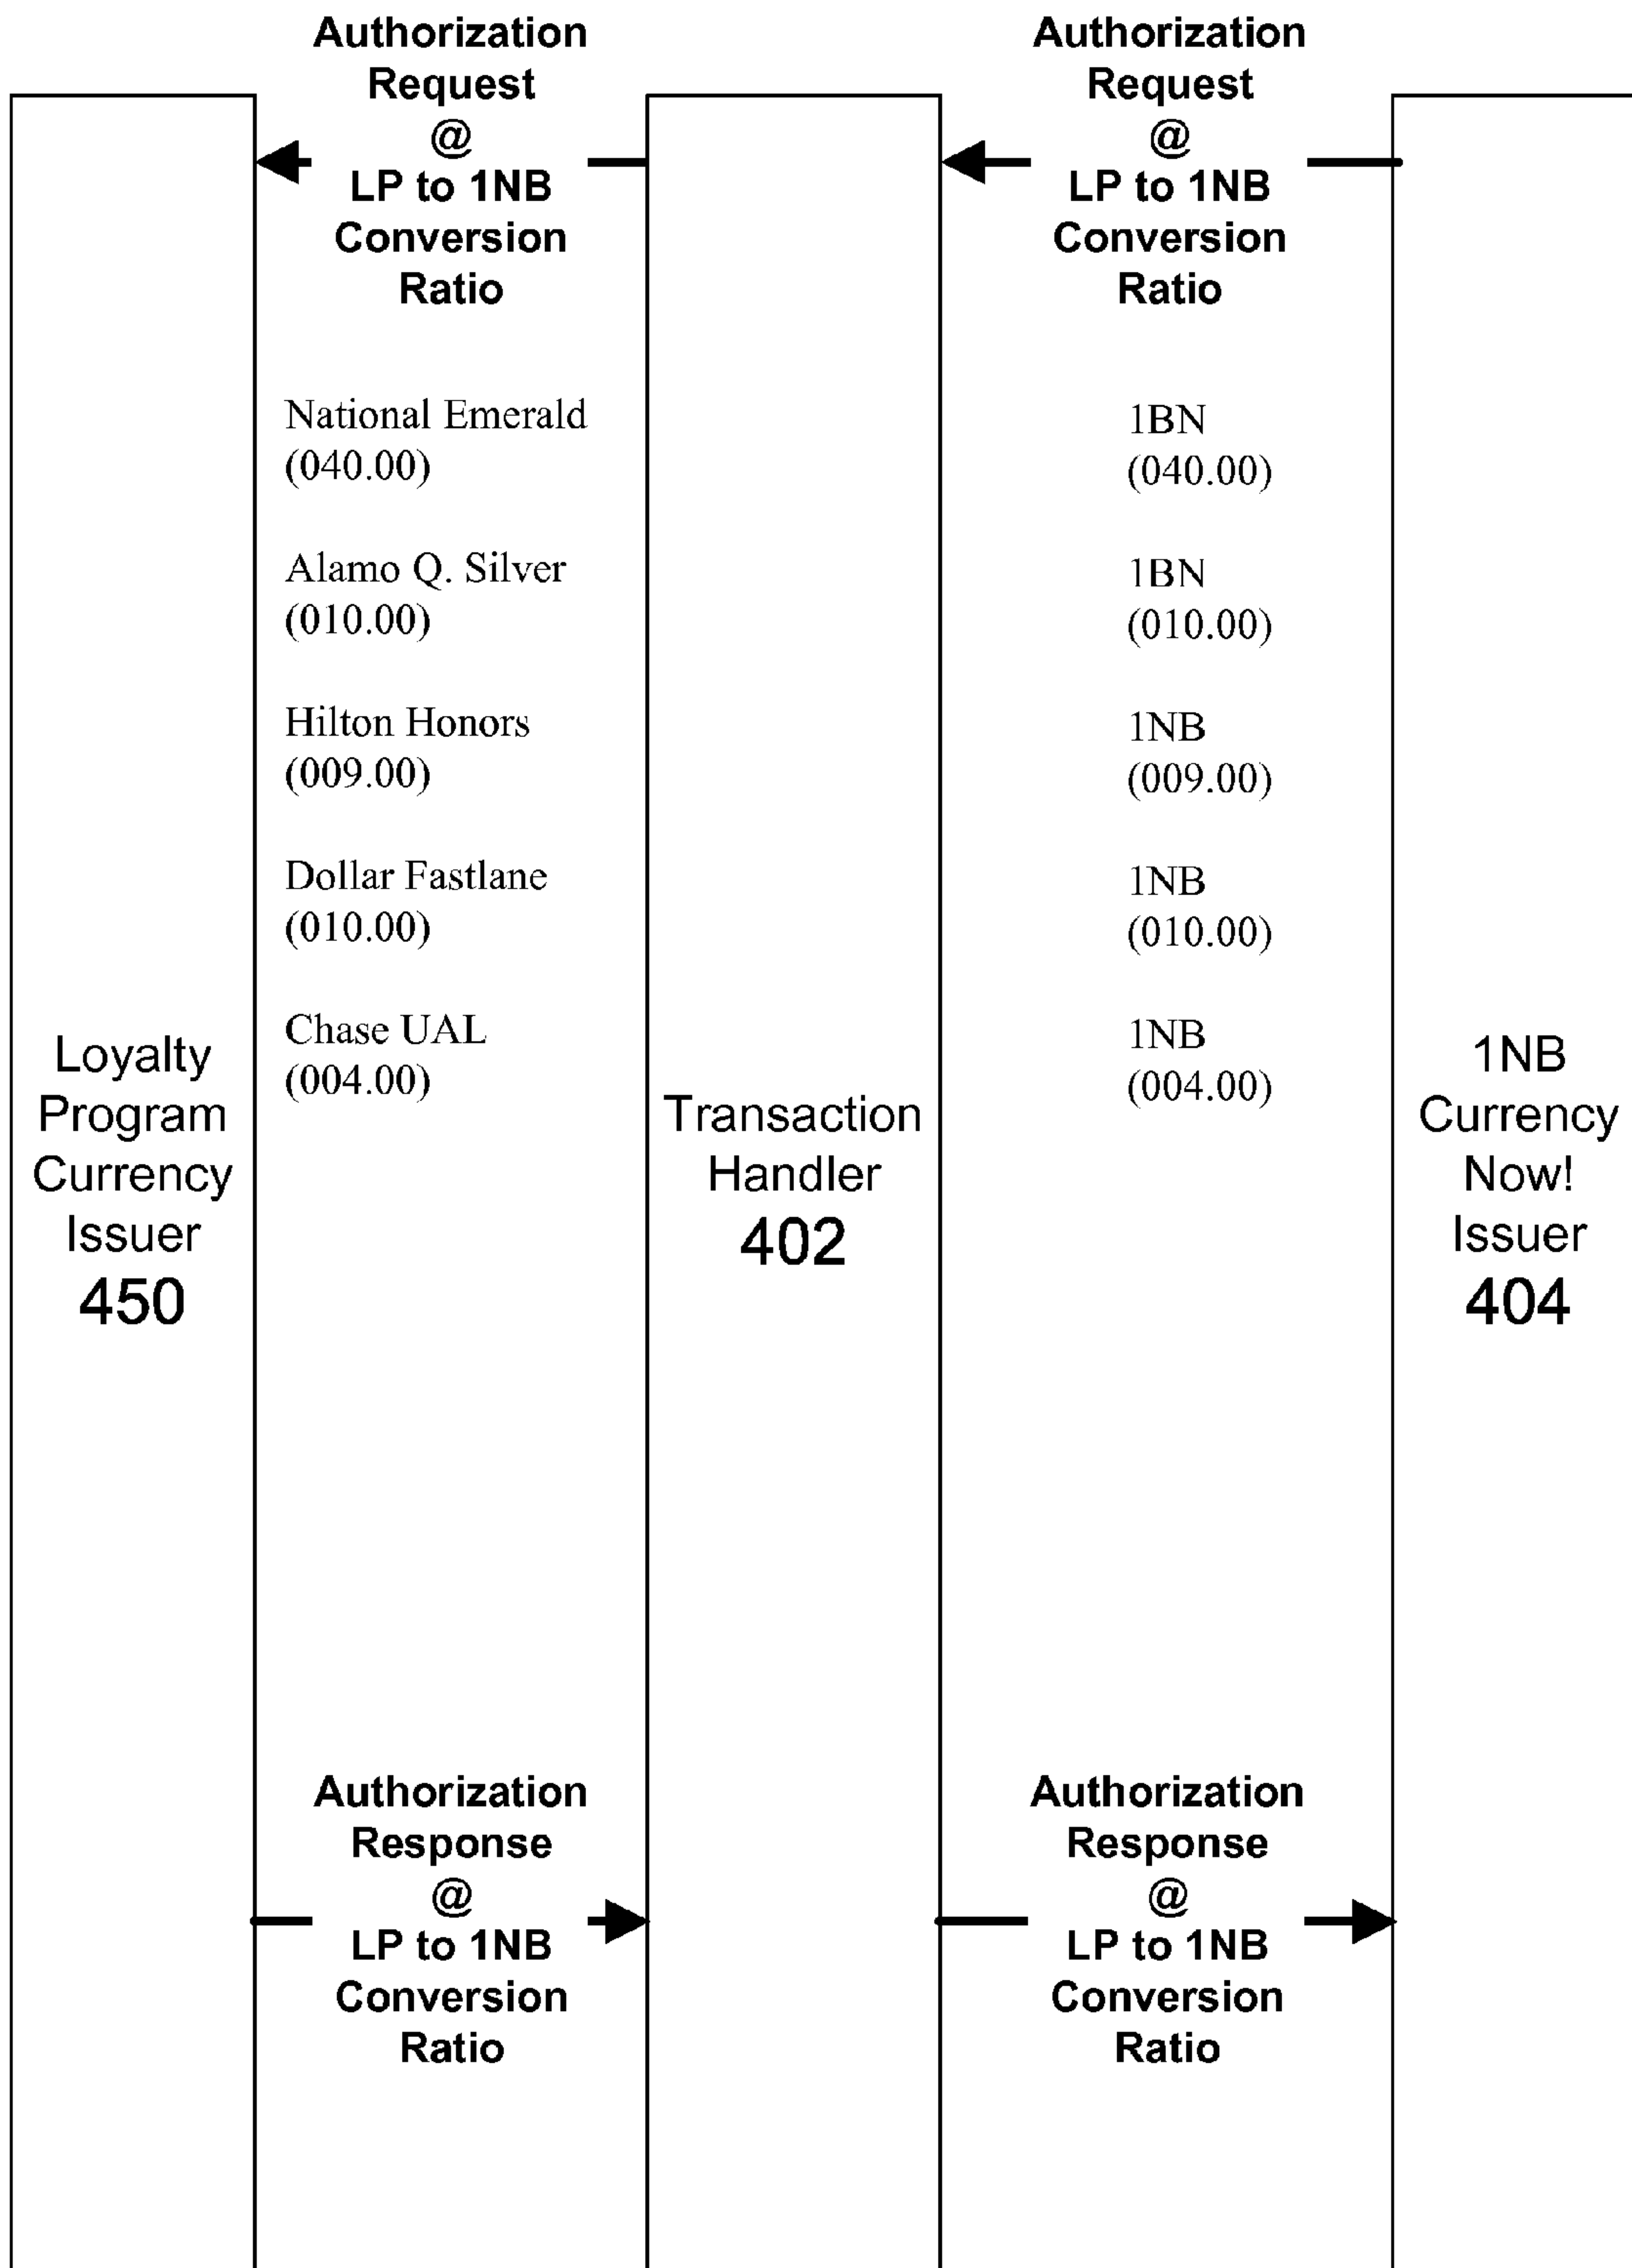 Authorization
Request
@
LP to 1NB
Conversion
Ratio
Authorization
Request
@
LP to 1NB
Conversion
Ratio
National Emerald
(040.00)
Alamo Q. Silver
(010.00)
Hilton Honors
(009.00)
Dollar Fastlane
(010.00)
Chase UAL
(004.00)
1BN
(040.00)
1BN
(010.00)
1NB
(009.00)
1NB
(010.00)
1NB
(004.00)
Loyalty
Program
Currency
Issuer
450
Transaction
Handler
402
1NB
Currency
Now!
Issuer
404
Authorization
Response
@
LP to 1NB
Conversion
Ratio
Authorization
Response
@
LP to 1NB
Conversion
Ratio